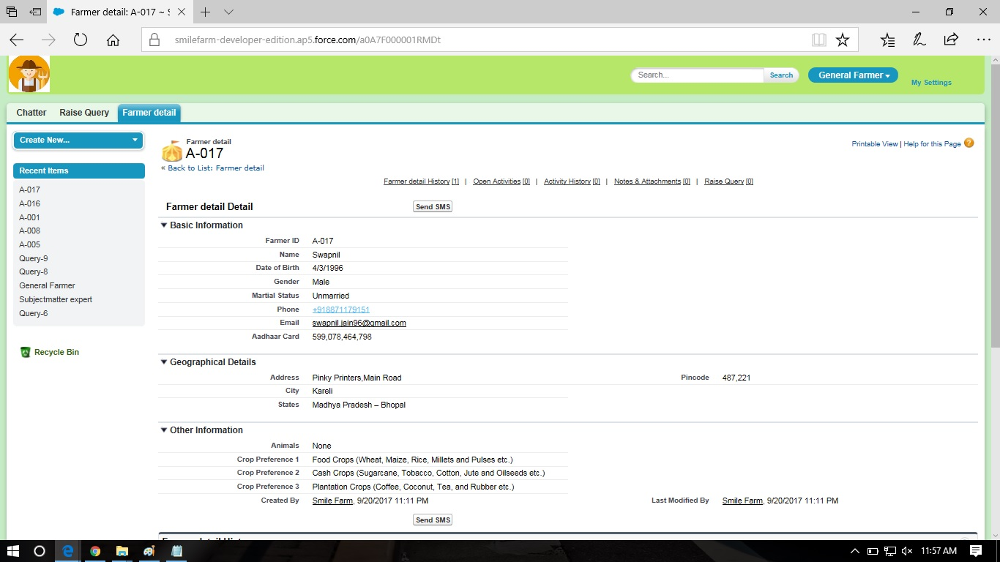 Farmer detail: A-017 ~ S
smilefarm-developer-edition.ap5.force.com/a0A7F000001RMDt
Search... Search General Farmer My Settings
Chatter Raise Query Farmer detail
Create New...
Recent Items
A-017
A-016
A-001
A-008
A-005
Query-9
Query-8
General Farmer
Subjectmatter expert
Query-6
Recycle Bin
Farmer detail
A-017
« Back to List: Farmer detail
Printable View | Help for this Page ?
Farmer detail History [1] | Open Activities [0] | Activity History [0] | Notes & Attachments [0] | Raise Query [0]
Farmer detail Detail Send SMS
Basic Information
Farmer ID A-017
Name Swapnil
Date of Birth 4/3/1996
Gender Male
Martial Status Unmarried
Phone +918871179151
Email swapnil.jain96@gmail.com
Aadhaar Card 599,078,464,798
Geographical Details
Address Pinky Printers,Main Road Pincode 487,221
City Kareli
States Madhya Pradesh – Bhopal
Other Information
Animals None
Crop Preference 1 Food Crops (Wheat, Maize, Rice, Millets and Pulses etc.)
Crop Preference 2 Cash Crops (Sugarcane, Tobacco, Cotton, Jute and Oilseeds etc.)
Crop Preference 3 Plantation Crops (Coffee, Coconut, Tea, and Rubber etc.)
Created By Smile Farm, 9/20/2017 11:11 PM Last Modified By Smile Farm, 9/20/2017 11:11 PM
Send SMS
11:57 AM